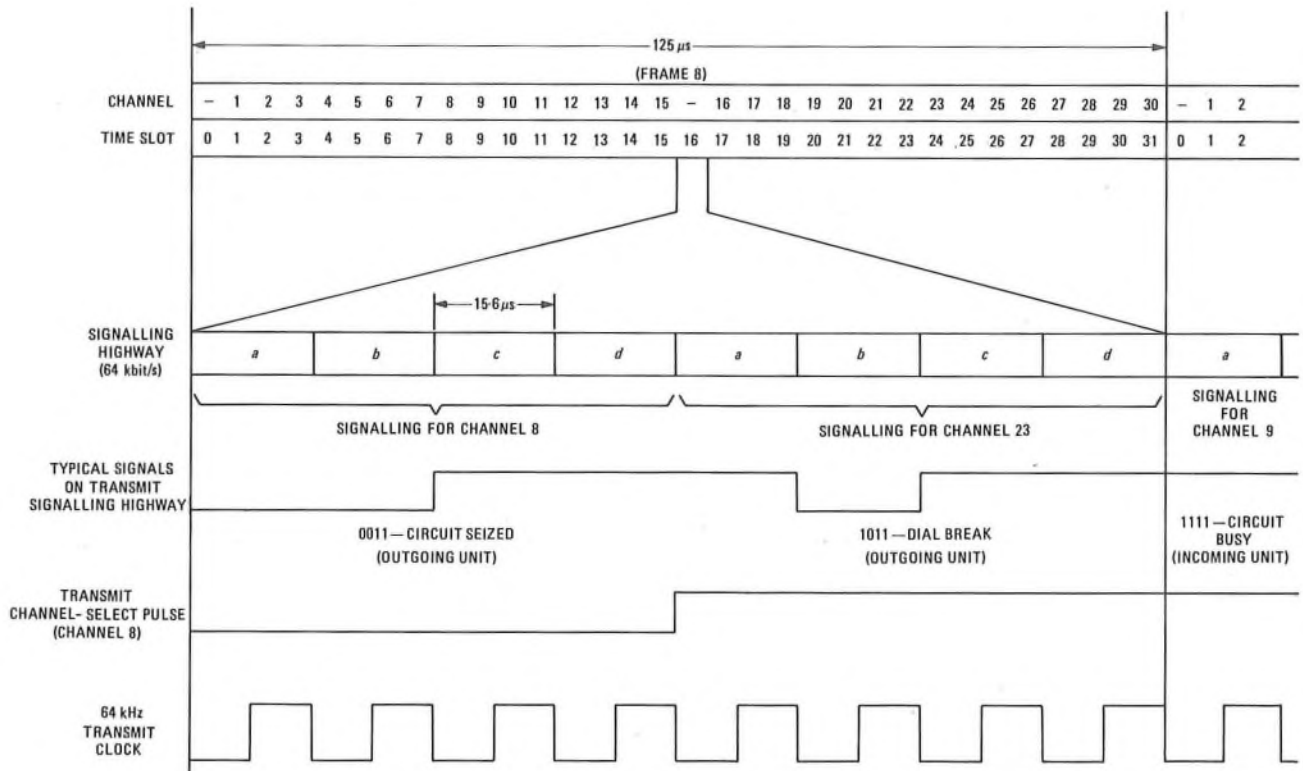 125 μs
(FRAME 8)
CHANNEL – 1 2 3 4 5 6 7 8 9 10 11 12 13 14 15 – 16 17 18 19 20 21 22 23 24 25 26 27 28 29 30 – 1 2
TIME SLOT 0 1 2 3 4 5 6 7 8 9 10 11 12 13 14 15 16 17 18 19 20 21 22 23 24 25 26 27 28 29 30 31 0 1 2
15·6 μs
SIGNALLING
HIGHWAY
(64 kbit/s)
a b c d a b c d a
SIGNALLING FOR CHANNEL 8
SIGNALLING FOR CHANNEL 23
SIGNALLING
FOR
CHANNEL 9
TYPICAL SIGNALS
ON TRANSMIT
SIGNALLING HIGHWAY
0011—CIRCUIT SEIZED
(OUTGOING UNIT)
1011—DIAL BREAK
(OUTGOING UNIT)
1111—CIRCUIT
BUSY
(INCOMING UNIT)
TRANSMIT
CHANNEL-SELECT PULSE
(CHANNEL 8)
64 kHz
TRANSMIT
CLOCK